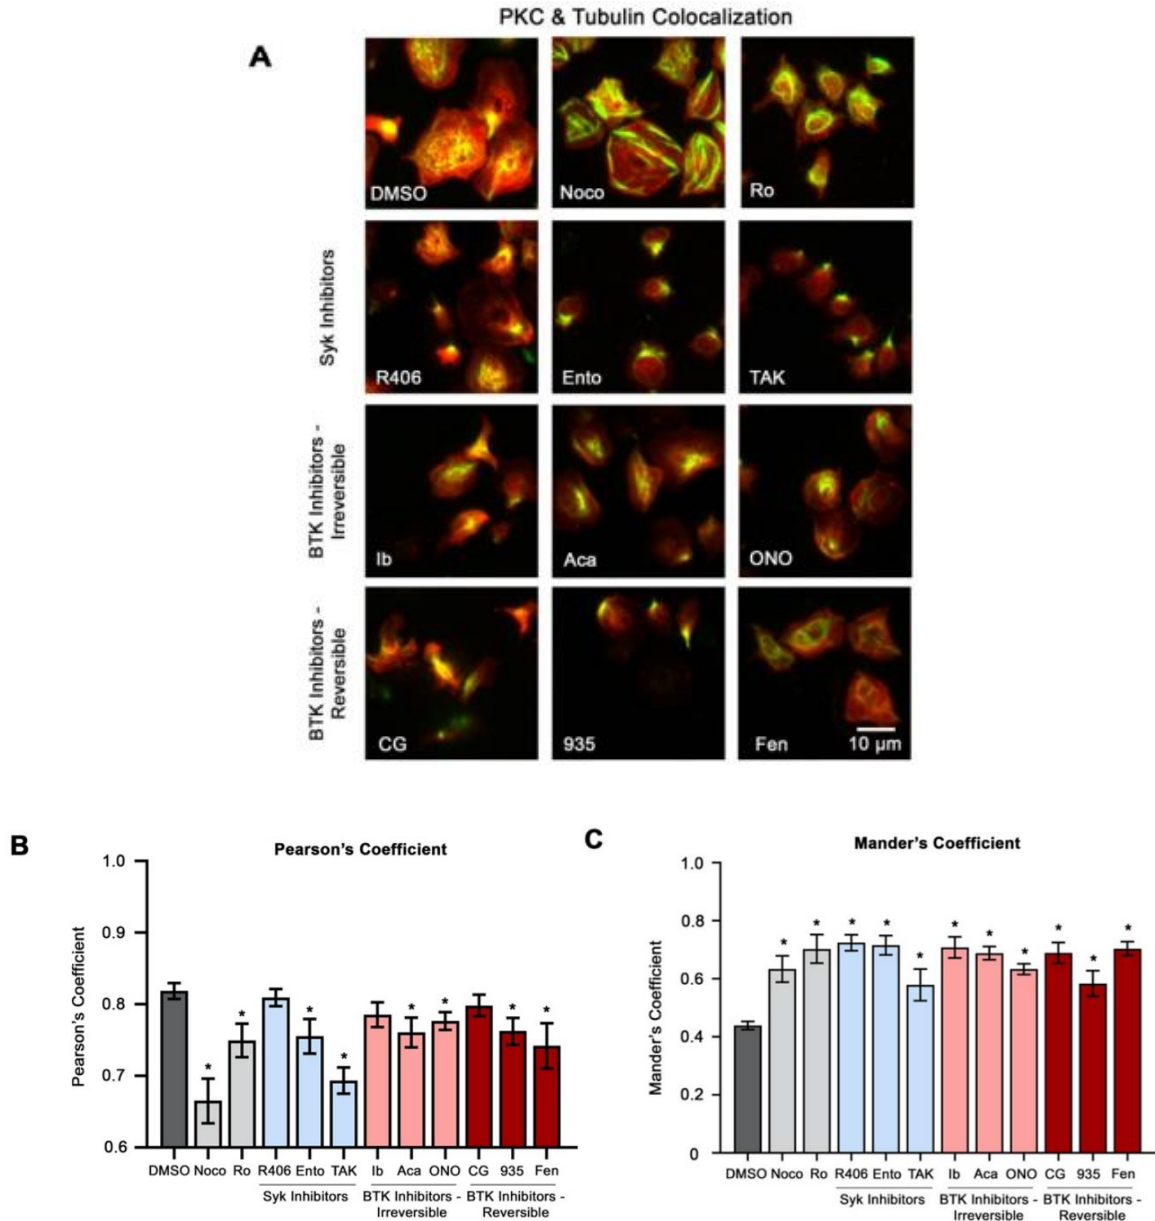 PKC & Tubulin Colocalization
A
DMSO
Noco
Ro
Syk Inhibitors
R406
Ento
TAK
BTK Inhibitors -
Irreversible
Ib
Aca
ONO
BTK Inhibitors -
Reversible
CG
935
Fen
10 µm
B
Pearson's Coefficient
Pearson's Coefficient
1.0
0.9
0.8
0.7
0.6
* * * * * * * *
DMSO Noco Ro R406 Ento TAK Ib Aca ONO CG 935 Fen
Syk Inhibitors
BTK Inhibitors -
Irreversible
BTK Inhibitors -
Reversible
C
Mander's Coefficient
Mander's Coefficient
1.0
0.8
0.6
0.4
0.2
0
* * * * * * * * * * *
DMSO Noco Ro R406 Ento TAK Ib Aca ONO CG 935 Fen
Syk Inhibitors
BTK Inhibitors -
Irreversible
BTK Inhibitors -
Reversible